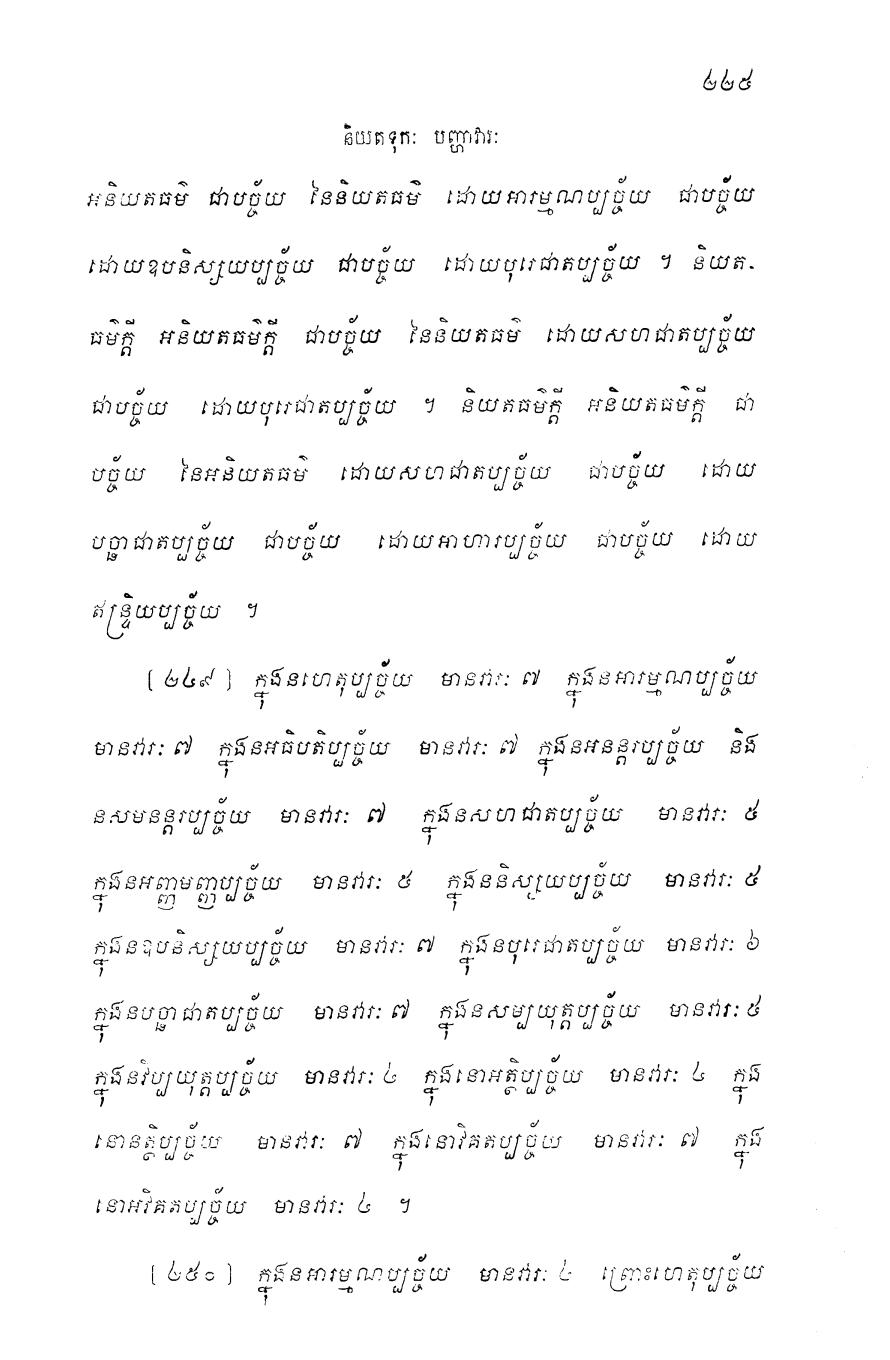 ២២៥
និយតទុកៈ បញ្ហាវារៈ
អនិយតធម៌ ជាបច្ច័យ នៃនិយតធម៌ ដោយអារម្មណប្បច្ច័យ ជាបច្ច័យ
ដោយឧបនិស្សយប្បច្ច័យ ជាបច្ច័យ ដោយបុរេជាតប្បច្ច័យ ។ និយត-
ធម៌ក្តី អនិយតធម៌ក្តី ជាបច្ច័យ នៃនិយតធម៌ ដោយសហជាតប្បច្ច័យ
ជាបច្ច័យ ដោយបុរេជាតប្បច្ច័យ ។ និយតធម៌ក្តី អនិយតធម៌ក្តី ជា
បច្ច័យ នៃអនិយតធម៌ ដោយសហជាតប្បច្ច័យ ជាបច្ច័យ ដោយ
បច្ឆាជាតប្បច្ច័យ ជាបច្ច័យ ដោយអាហារប្បច្ច័យ ជាបច្ច័យ ដោយ
ឥន្ទ្រិយប្បច្ច័យ ។
[ ២៤៩ ] ក្នុងនហេតុប្បច្ច័យ មានវារៈ ៧ ក្នុងនអារម្មណប្បច្ច័យ
មានវារៈ ៧ ក្នុងនអធិបតិប្បច្ច័យ មានវារៈ ៧ ក្នុងនអនន្តរប្បច្ច័យ និង
នសមនន្តរប្បច្ច័យ មានវារៈ ៧ ក្នុងនសហជាតប្បច្ច័យ មានវារៈ ៥
ក្នុងនអញ្ញមញ្ញប្បច្ច័យ មានវារៈ ៥ ក្នុងននិស្សយប្បច្ច័យ មានវារៈ ៥
ក្នុងនឧបនិស្សយប្បច្ច័យ មានវារៈ ៧ ក្នុងនបុរេជាតប្បច្ច័យ មានវារៈ ៦
ក្នុងនបច្ឆាជាតប្បច្ច័យ មានវារៈ ៧ ក្នុងនសម្បយុត្តប្បច្ច័យ មានវារៈ ៥
ក្នុងនវិប្បយុត្តប្បច្ច័យ មានវារៈ ៤ ក្នុងនោអត្ថិប្បច្ច័យ មានវារៈ ៤ ក្នុង
នោនត្ថិប្បច្ច័យ មានវារៈ ៧ ក្នុងនោវិគតប្បច្ច័យ មានវារៈ ៧ ក្នុង
នោអវិគតប្បច្ច័យ មានវារៈ ៤ ។
[ ២៥០ ] ក្នុងនអារម្មណប្បច្ច័យ មានវារៈ ៤ ព្រោះហេតុប្បច្ច័យ